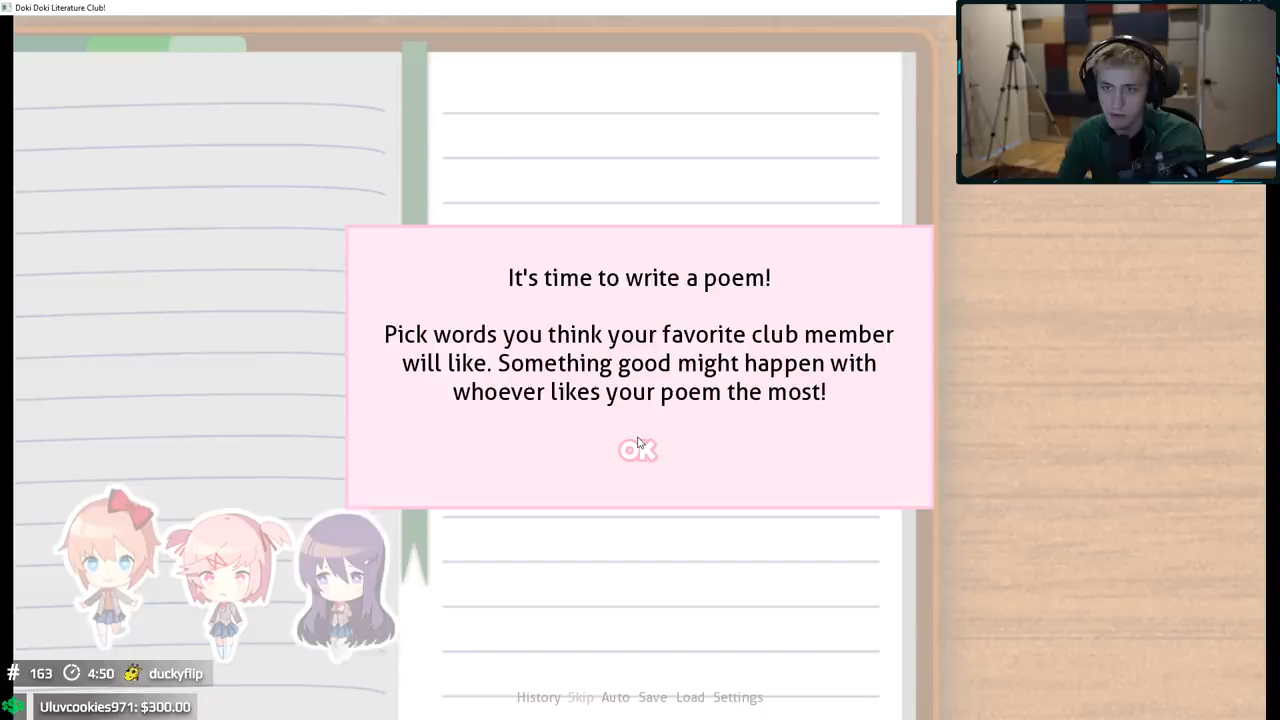 Doki Doki Literature Club!
It's time to write a poem!
Pick words you think your favorite club member
will like. Something good might happen with
whoever likes your poem the most!
OK
# 163 4:50 duckyflip
Uluvcookies971: $300.00
History Skip Auto Save Load Settings